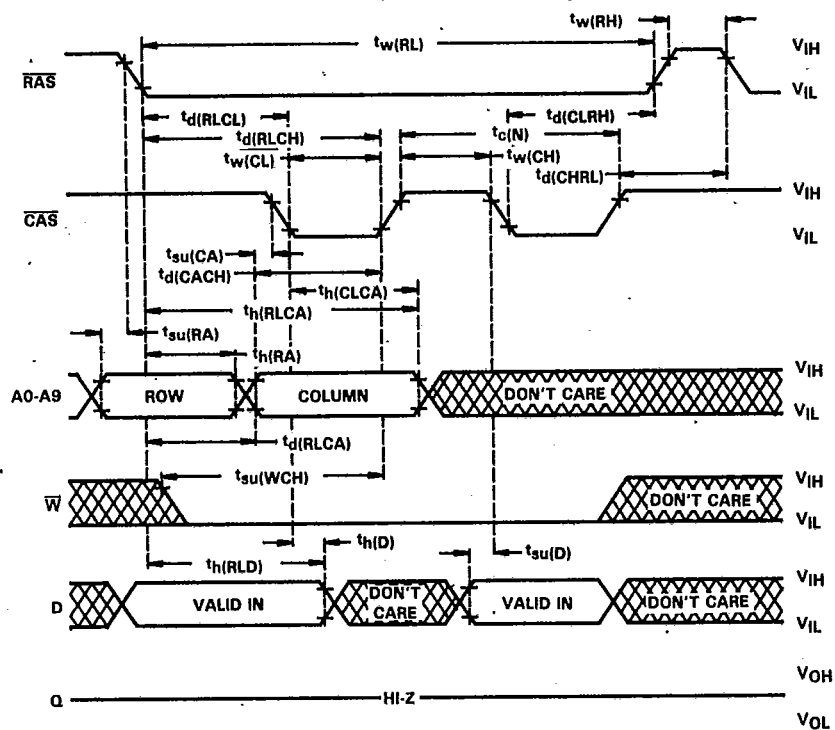 tw(RH)
tw(RL)
VIH
RAS
VIL
td(RLCL)
td(CLRH)
td(RLCH)
tc(N)
tw(CL)
tw(CH)
td(CHRL)
VIH
CAS
VIL
tsu(CA)
td(CACH)
th(CLCA)
th(RLCA)
tsu(RA)
th(RA)
VIH
A0-A9
ROW
COLUMN
DON'T CARE
VIL
td(RLCA)
tsu(WCH)
VIH
W
DON'T CARE
VIL
th(D)
th(RLD)
tsu(D)
VIH
D
VALID IN
DON'T
CARE
VALID IN
DON'T CARE
VIL
VOH
Q
HI-Z
VOL